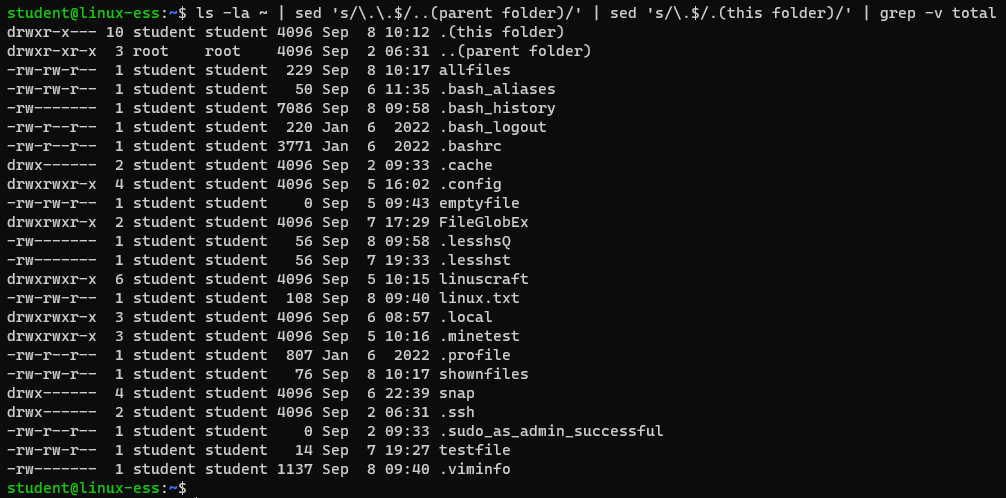 student@linux-ess:~$ ls -la ~ | sed 's/\.\.$/..(parent folder)/' | sed 's/\.$/.(this folder)/' | grep -v total
drwxr-x--- 10 student student 4096 Sep  8 10:12 .(this folder)
drwxr-xr-x  3 root    root    4096 Sep  2 06:31 ..(parent folder)
-rw-rw-r--  1 student student  229 Sep  8 10:17 allfiles
-rw-rw-r--  1 student student   50 Sep  6 11:35 .bash_aliases
-rw-------  1 student student 7086 Sep  8 09:58 .bash_history
-rw-r--r--  1 student student  220 Jan  6  2022 .bash_logout
-rw-r--r--  1 student student 3771 Jan  6  2022 .bashrc
drwx------  2 student student 4096 Sep  2 09:33 .cache
drwxrwxr-x  4 student student 4096 Sep  5 16:02 .config
-rw-rw-r--  1 student student    0 Sep  5 09:43 emptyfile
drwxrwxr-x  2 student student 4096 Sep  7 17:29 FileGlobEx
-rw-------  1 student student   56 Sep  8 09:58 .lesshsQ
-rw-------  1 student student   56 Sep  7 19:33 .lesshst
drwxrwxr-x  6 student student 4096 Sep  5 10:15 linuscraft
-rw-rw-r--  1 student student  108 Sep  8 09:40 linux.txt
drwxrwxr-x  3 student student 4096 Sep  6 08:57 .local
drwxrwxr-x  3 student student 4096 Sep  5 10:16 .minetest
-rw-r--r--  1 student student  807 Jan  6  2022 .profile
-rw-rw-r--  1 student student   76 Sep  8 10:17 shownfiles
drwx------  4 student student 4096 Sep  6 22:39 snap
drwx------  2 student student 4096 Sep  2 06:31 .ssh
-rw-r--r--  1 student student    0 Sep  2 09:33 .sudo_as_admin_successful
-rw-rw-r--  1 student student   14 Sep  7 19:27 testfile
-rw-------  1 student student 1137 Sep  8 09:40 .viminfo
student@linux-ess:~$